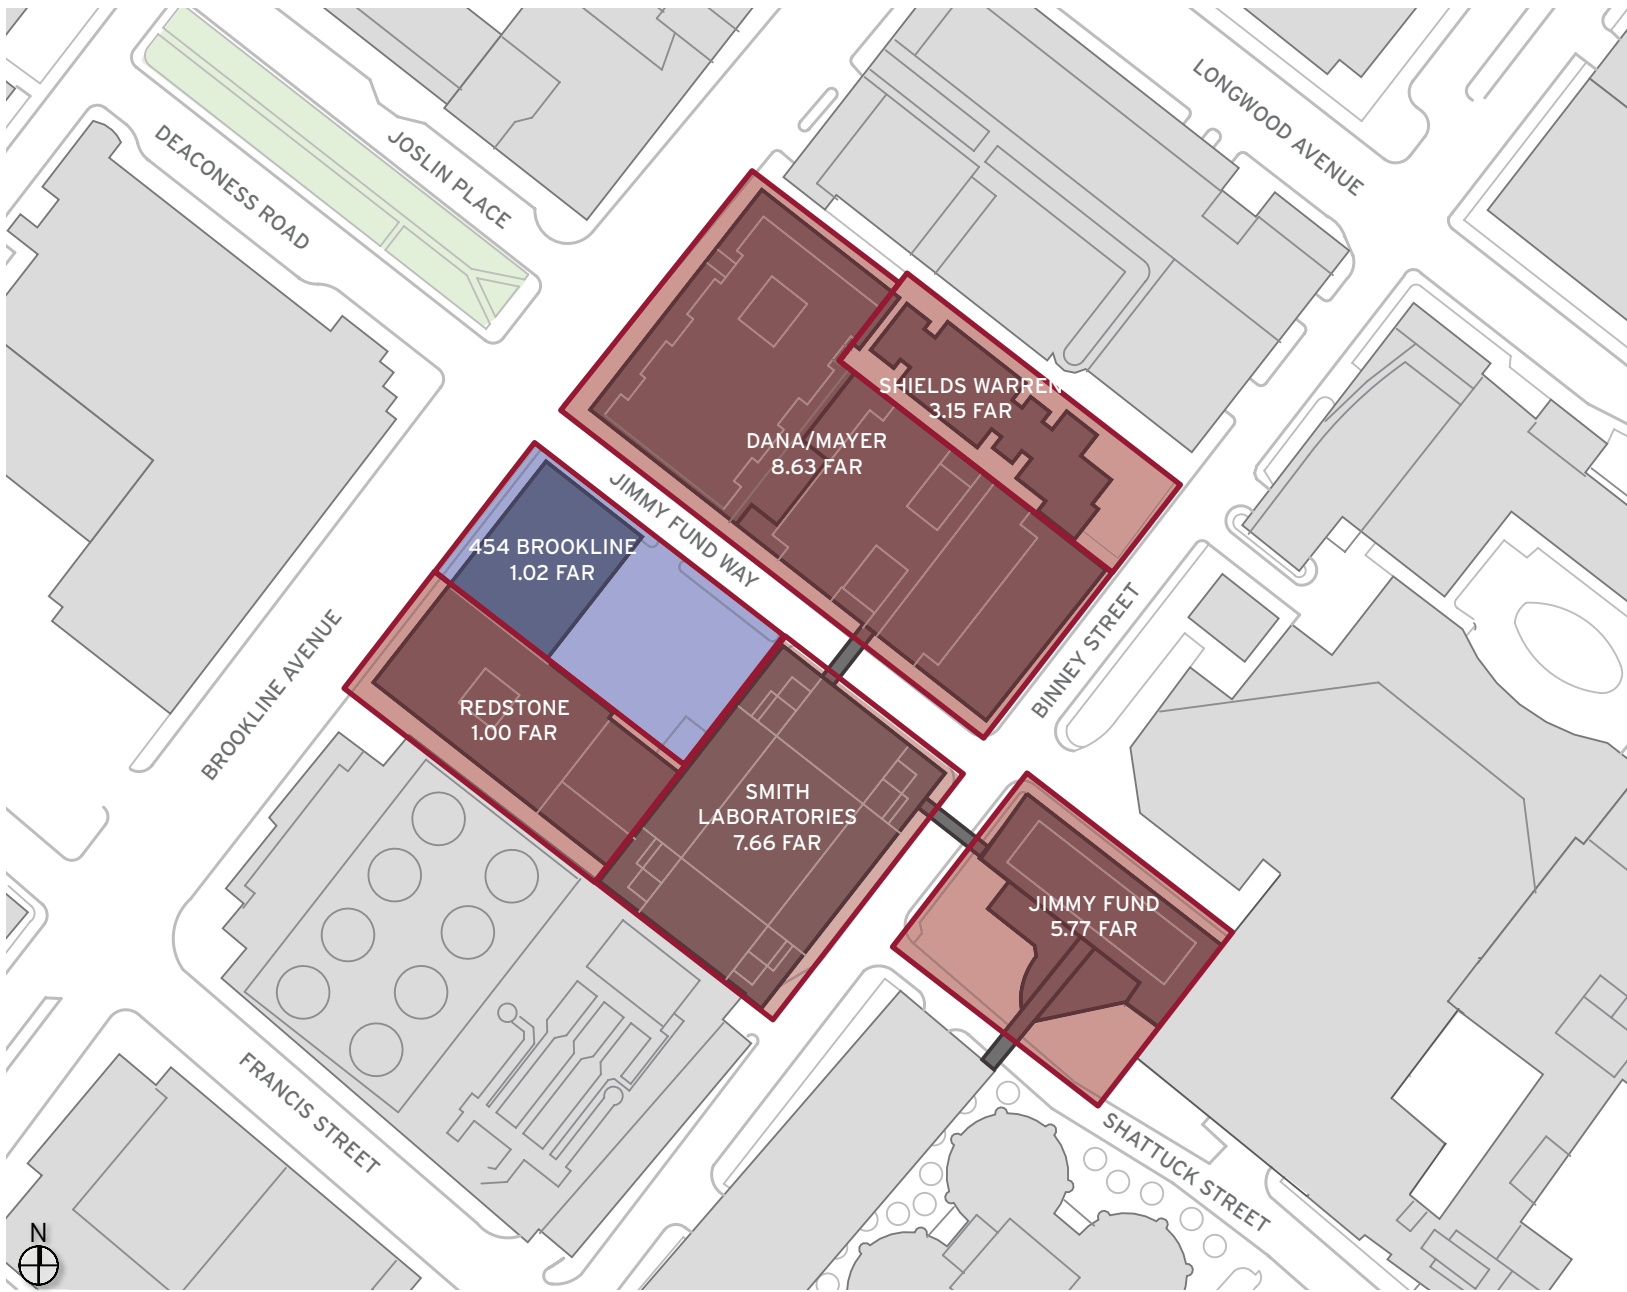 LONGWOOD AVENUE
JOSLIN PLACE
DEACONESS ROAD
SHIELDS WARREN
3.15 FAR
DANA/MAYER
8.63 FAR
JIMMY FUND WAY
454 BROOKLINE
1.02 FAR
BINNEY STREET
BROOKLINE AVENUE
REDSTONE
1.00 FAR
SMITH
LABORATORIES
7.66 FAR
JIMMY FUND
5.77 FAR
FRANCIS STREET
SHATTUCK STREET
N